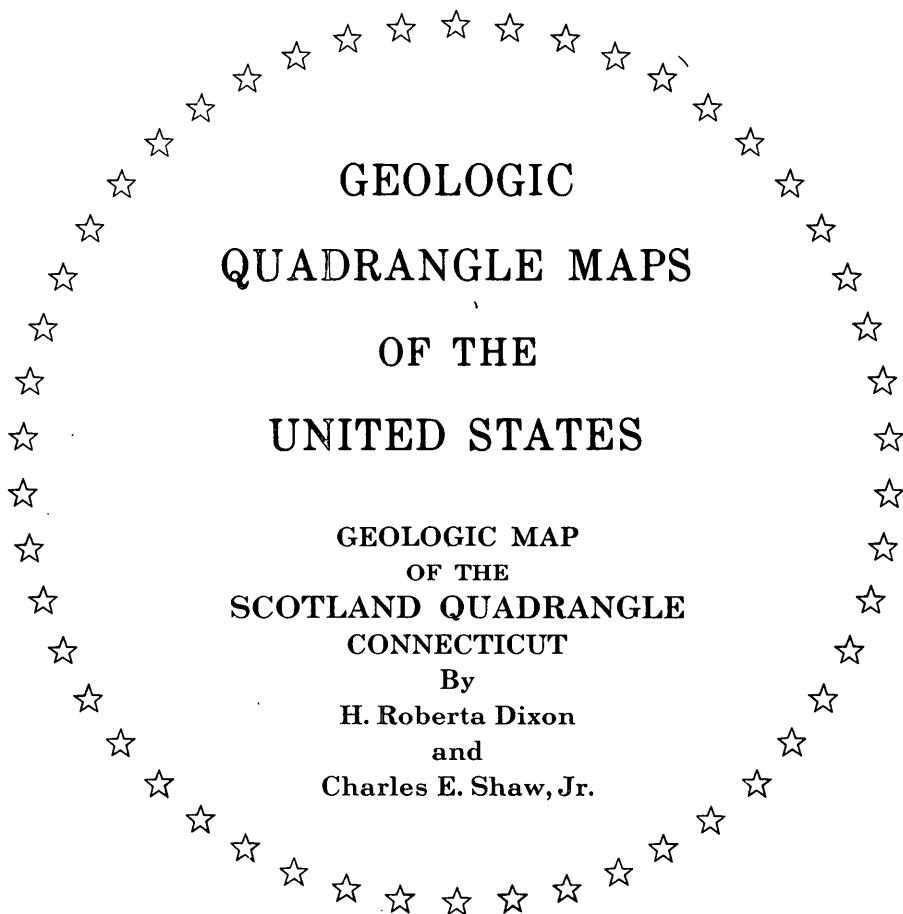 GEOLOGIC
QUADRANGLE MAPS
OF THE
UNITED STATES
GEOLOGIC MAP
OF THE
SCOTLAND QUADRANGLE
CONNECTICUT
By
H. Roberta Dixon
and
Charles E. Shaw, Jr.